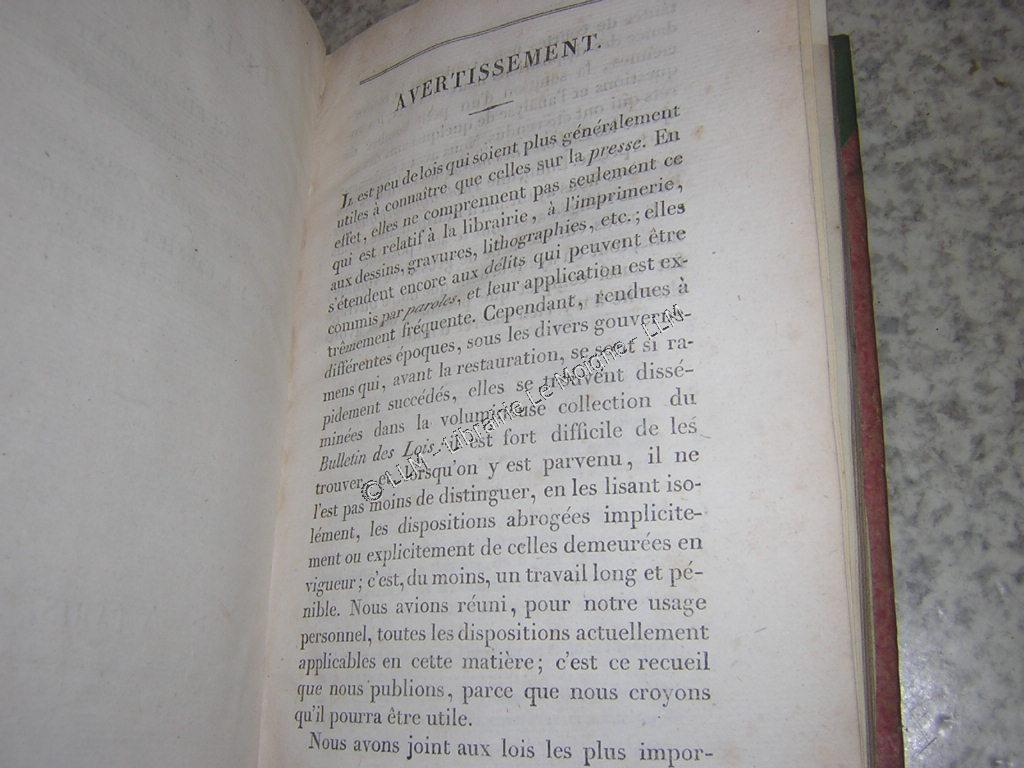 AVERTISSEMENT.
IL est peu de lois qui soient plus généralement
utiles à connaître que celles sur la presse. En
effet, elles ne comprennent pas seulement ce
qui est relatif à la librairie, à l'imprimerie,
aux dessins, gravures, lithographies, etc.; elles
s'étendent encore aux délits qui peuvent être
commis par paroles, et leur application est ex-
trêmement fréquente. Cependant, rendues à
différentes époques, sous les divers gouverne-
mens qui, avant la restauration, se sont si ra-
pidement succédés, elles se trouvent dissé-
minées dans la volumineuse collection du
Bulletin des Lois, il est fort difficile de les
trouver, et lorsqu'on y est parvenu, il ne
l'est pas moins de distinguer, en les lisant iso-
lément, les dispositions abrogées implicite-
ment ou explicitement de celles demeurées en
vigueur; c'est, du moins, un travail long et pé-
nible. Nous avions réuni, pour notre usage
personnel, toutes les dispositions actuellement
applicables en cette matière; c'est ce recueil
que nous publions, parce que nous croyons
qu'il pourra être utile.
Nous avons joint aux lois les plus impor-
© LLM - Librairie Le Moigne - LLM